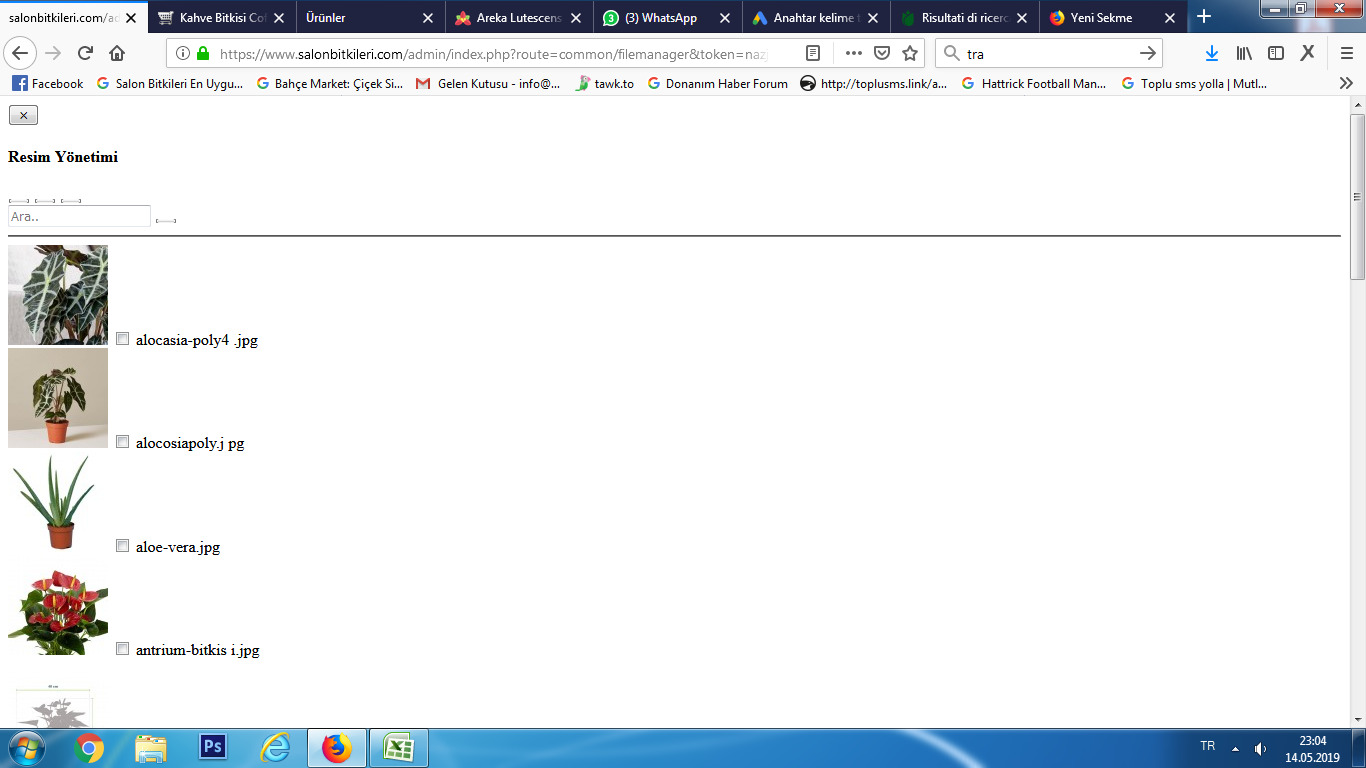 salonbitkileri.com/ad
Kahve Bitkisi Cof
Ürünler
Areka Lutescens
(3) WhatsApp
Anahtar kelime t
Risultati di ricerc
Yeni Sekme
https://www.salonbitkileri.com/admin/index.php?route=common/filemanager&token=nazj
tra
Facebook
Salon Bitkileri En Uygu...
Bahçe Market: Çiçek Si...
Gelen Kutusu - info@...
tawk.to
Donanım Haber Forum
http://toplusms.link/a...
Hattrick Football Man...
Toplu sms yolla | Mutl...
Resim Yönetimi
Ara..
alocasia-poly4 .jpg
alocosiapoly.j pg
aloe-vera.jpg
antrium-bitkis i.jpg
Ps
TR
23:04
14.05.2019